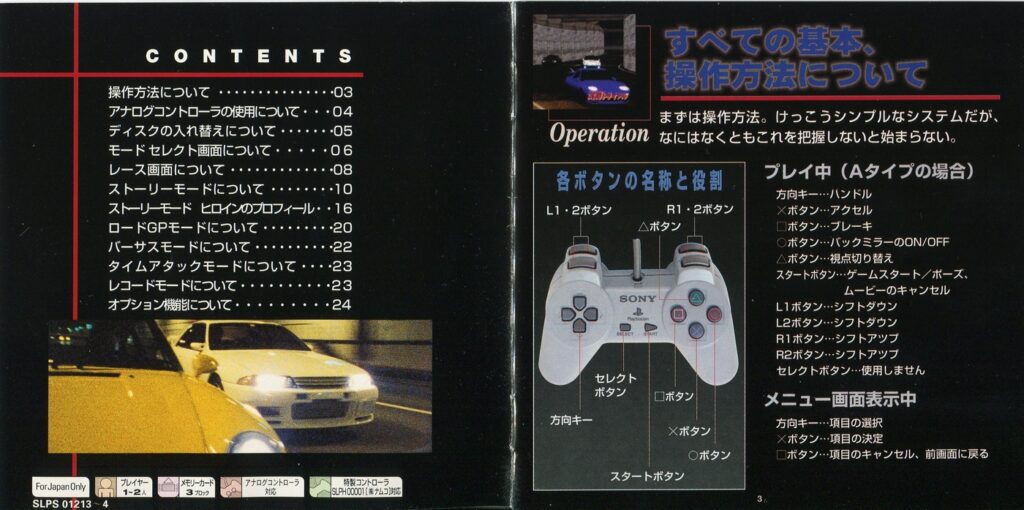 CONTENTS
操作方法について・・・・・・・・・・・・・・03
アナログコントローラの使用について・・04
ディスクの入れ替えについて・・・・・・05
モードセレクト画面について・・・・・06
レース画面について・・・・・・・・・・・08
ストーリーモードについて・・・・・・・10
ストーリーモード ヒロインのプロフィール・・16
ロードGPモードについて・・・・・・・・20
バーサスモードについて・・・・・・・・・22
タイムアタックモードについて・・・・23
レコードモードについて・・・・・・・・・23
オプション機能について・・・・・・・・・24
For Japan Only
プレイヤー
1~2人
メモリーカード
3ブロック
アナログコントローラ
対応
特製コントローラ
SLPH00001[(株)ナムコ]対応
SLPS 01213~4
すべての基本、
操作方法について
Operation
まずは操作方法。けっこうシンプルなシステムだが、
なにはなくともこれを把握しないと始まらない。
各ボタンの名称と役割
L1・2ボタン
R1・2ボタン
△ボタン
SONY
PlayStation
SELECT
START
セレクト
ボタン
方向キー
□ボタン
×ボタン
○ボタン
スタートボタン
プレイ中(Aタイプの場合)
方向キー…ハンドル
×ボタン…アクセル
□ボタン…ブレーキ
○ボタン…バックミラーのON/OFF
△ボタン…視点切り替え
スタートボタン…ゲームスタート/ポーズ、
ムービーのキャンセル
L1ボタン…シフトダウン
L2ボタン…シフトダウン
R1ボタン…シフトアップ
R2ボタン…シフトアップ
セレクトボタン…使用しません
メニュー画面表示中
方向キー…項目の選択
×ボタン…項目の決定
□ボタン…項目のキャンセル、前画面に戻る
3